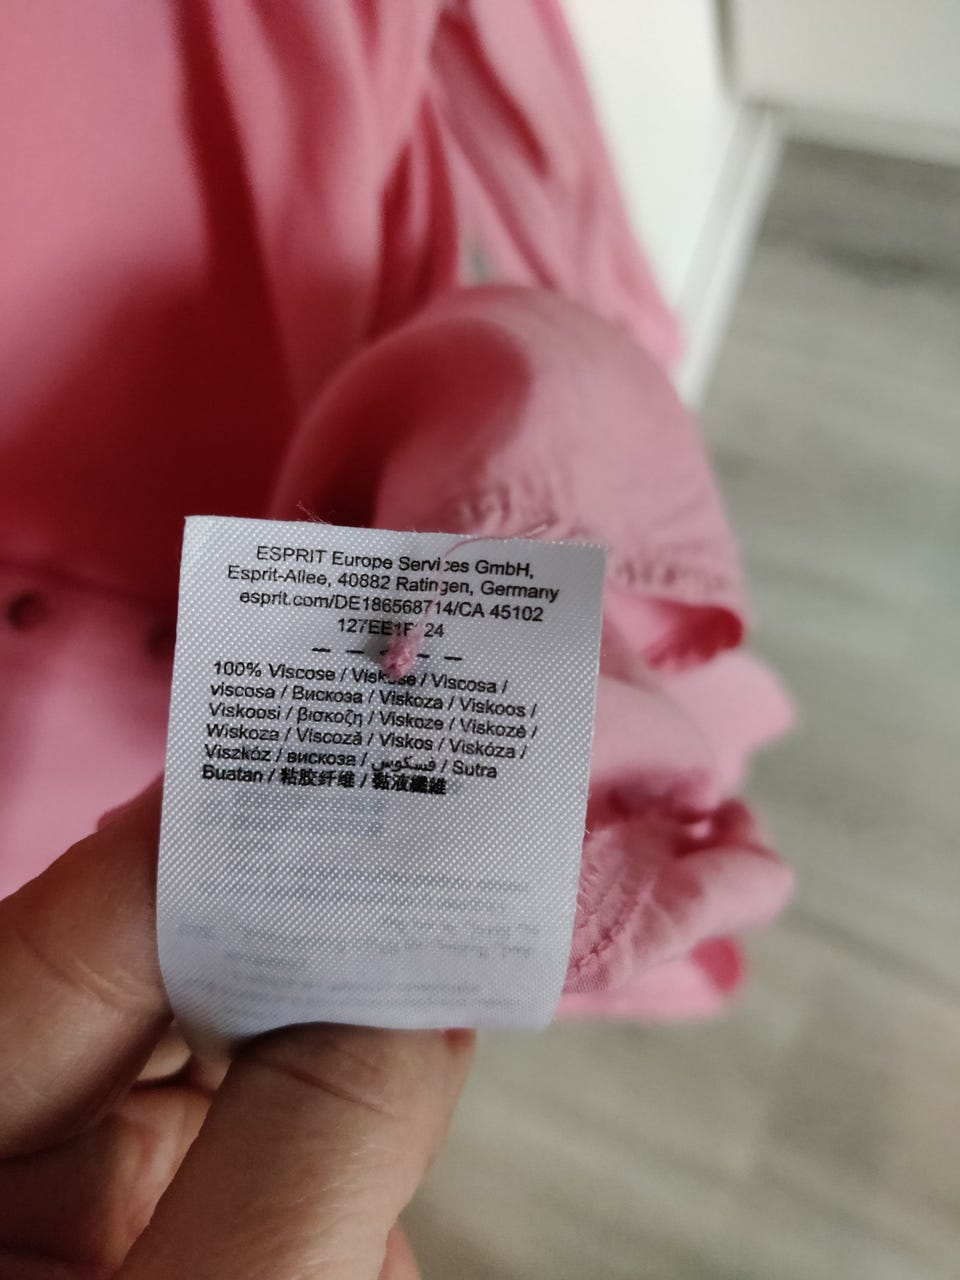 ESPRIT Europe Services GmbH,
Esprit-Allee, 40882 Ratingen, Germany
esprit.com/DE186568714/CA 45102
– – – – –
100% Viscose / Viskose / Viscosa /
viscosa / Вискоза / Viskoza / Viskoos /
Viskoosi / βισκοζη / Viskoze / Viskozė /
Wiskoza / Viscoză / Viskos / Viskóza /
Viszkóz / вискоза / فسكوس / Sutra
Buatan / 粘胶纤维 / 黏液纖維